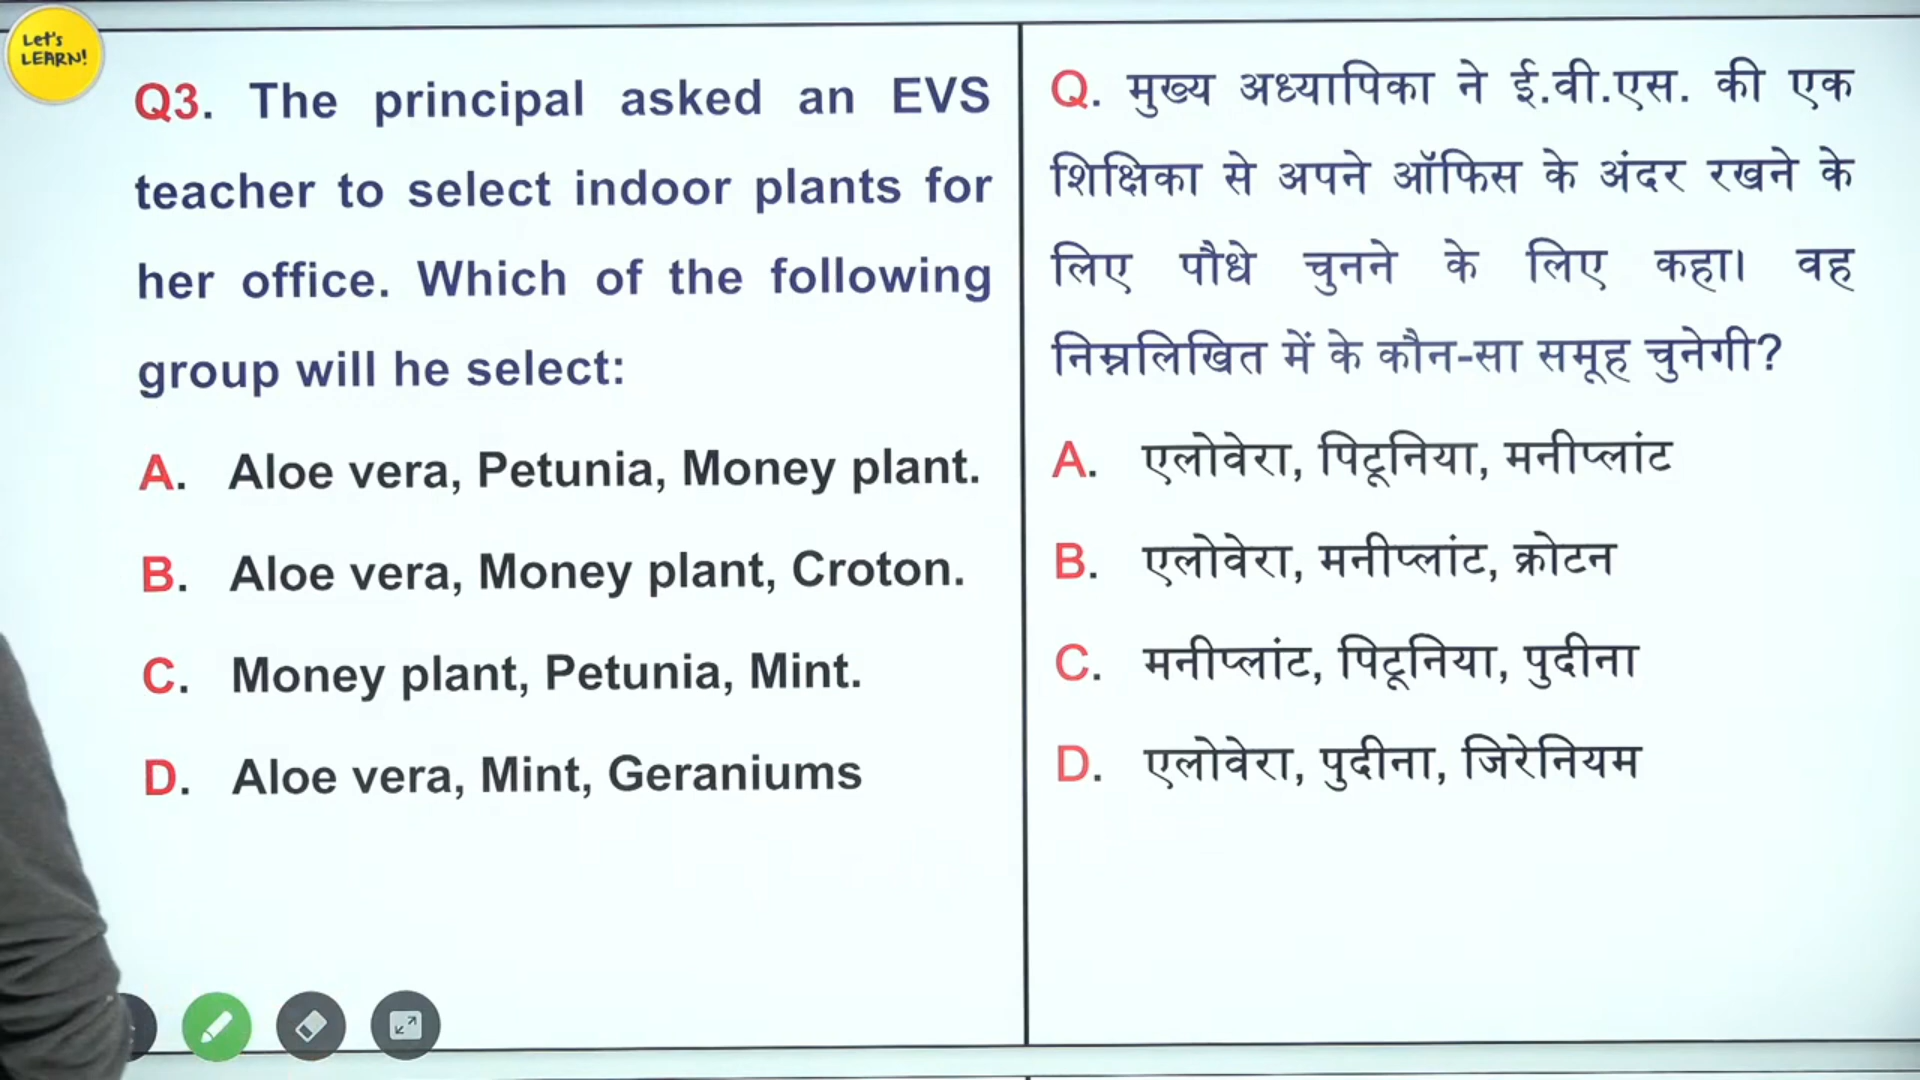 Let's
LEARN!
Q3. The principal asked an EVS
teacher to select indoor plants for
her office. Which of the following
group will he select:
A. Aloe vera, Petunia, Money plant.
B. Aloe vera, Money plant, Croton.
C. Money plant, Petunia, Mint.
D. Aloe vera, Mint, Geraniums
Q. मुख्य अध्यापिका ने ई.वी.एस. की एक
शिक्षिका से अपने ऑफिस के अंदर रखने के
लिए पौधे चुनने के लिए कहा। वह
निम्नलिखित में के कौन-सा समूह चुनेगी?
A. एलोवेरा, पिटूनिया, मनीप्लांट
B. एलोवेरा, मनीप्लांट, क्रोटन
C. मनीप्लांट, पिटूनिया, पुदीना
D. एलोवेरा, पुदीना, जिरेनियम